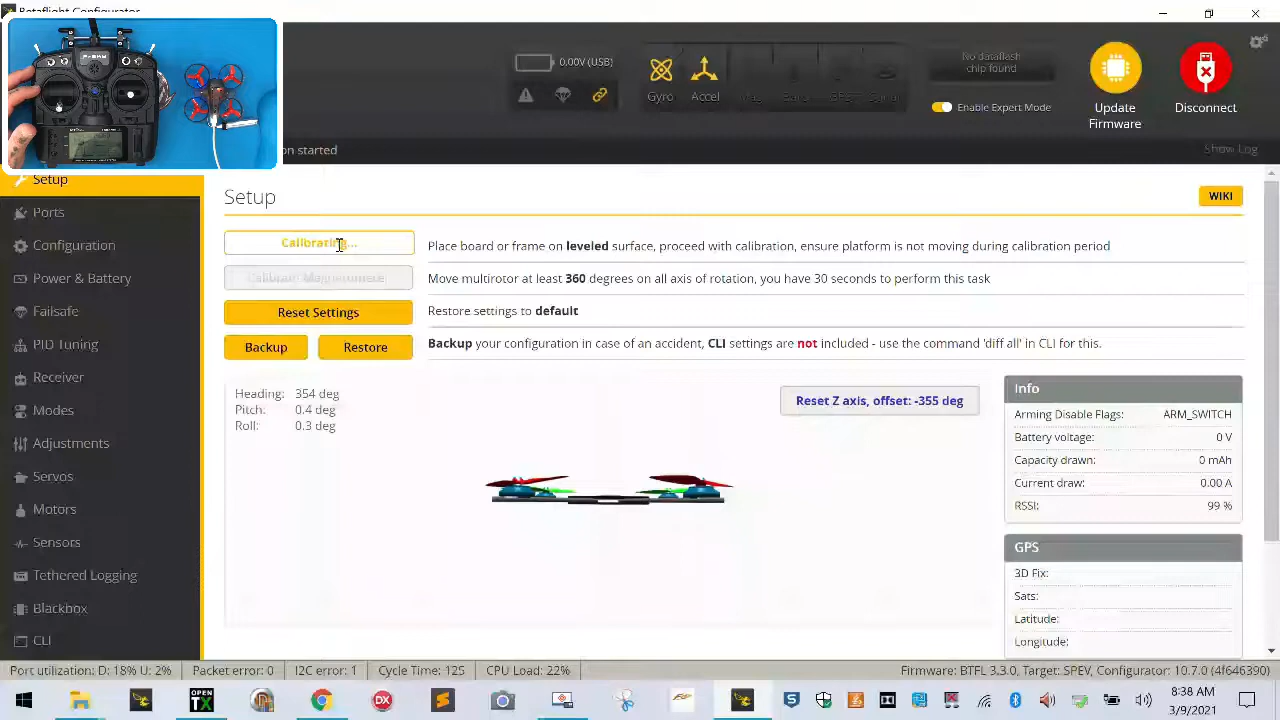 Betaflight Configurator
0.00V (USB)
Gyro
Accel
No dataflash
chip found
Enable Expert Mode
Update
Firmware
Disconnect
on started
Show Log
Setup
Ports
Configuration
Power & Battery
Failsafe
PID Tuning
Receiver
Modes
Adjustments
Servos
Motors
Sensors
Tethered Logging
Blackbox
CLI
Setup
WIKI
Calibrating...
Place board or frame on leveled surface, proceed with calibration, ensure platform is not moving during calibration period
Calibrate Magnetometer
Move multirotor at least 360 degrees on all axis of rotation, you have 30 seconds to perform this task
Reset Settings
Restore settings to default
Backup
Restore
Backup your configuration in case of an accident, CLI settings are not included - use the command 'diff all' in CLI for this.
Heading: 354 deg
Pitch: 0.4 deg
Roll: 0.3 deg
Reset Z axis, offset: -355 deg
Info
Arming Disable Flags: ARM_SWITCH
Battery voltage: 0 V
Capacity drawn: 0 mAh
Current draw: 0.00 A
RSSI: 99 %
GPS
3D Fix:
Sats:
Latitude:
Longitude:
Port utilization: D: 18% U: 2%
Packet error: 0
I2C error: 1
Cycle Time: 125
CPU Load: 22%
Firmware: BTFL 3.3.0, Target: SPEV, Configurator: 10.7.0 (4f646390)
OPEN
TX
DX
8:38 AM
3/9/2021